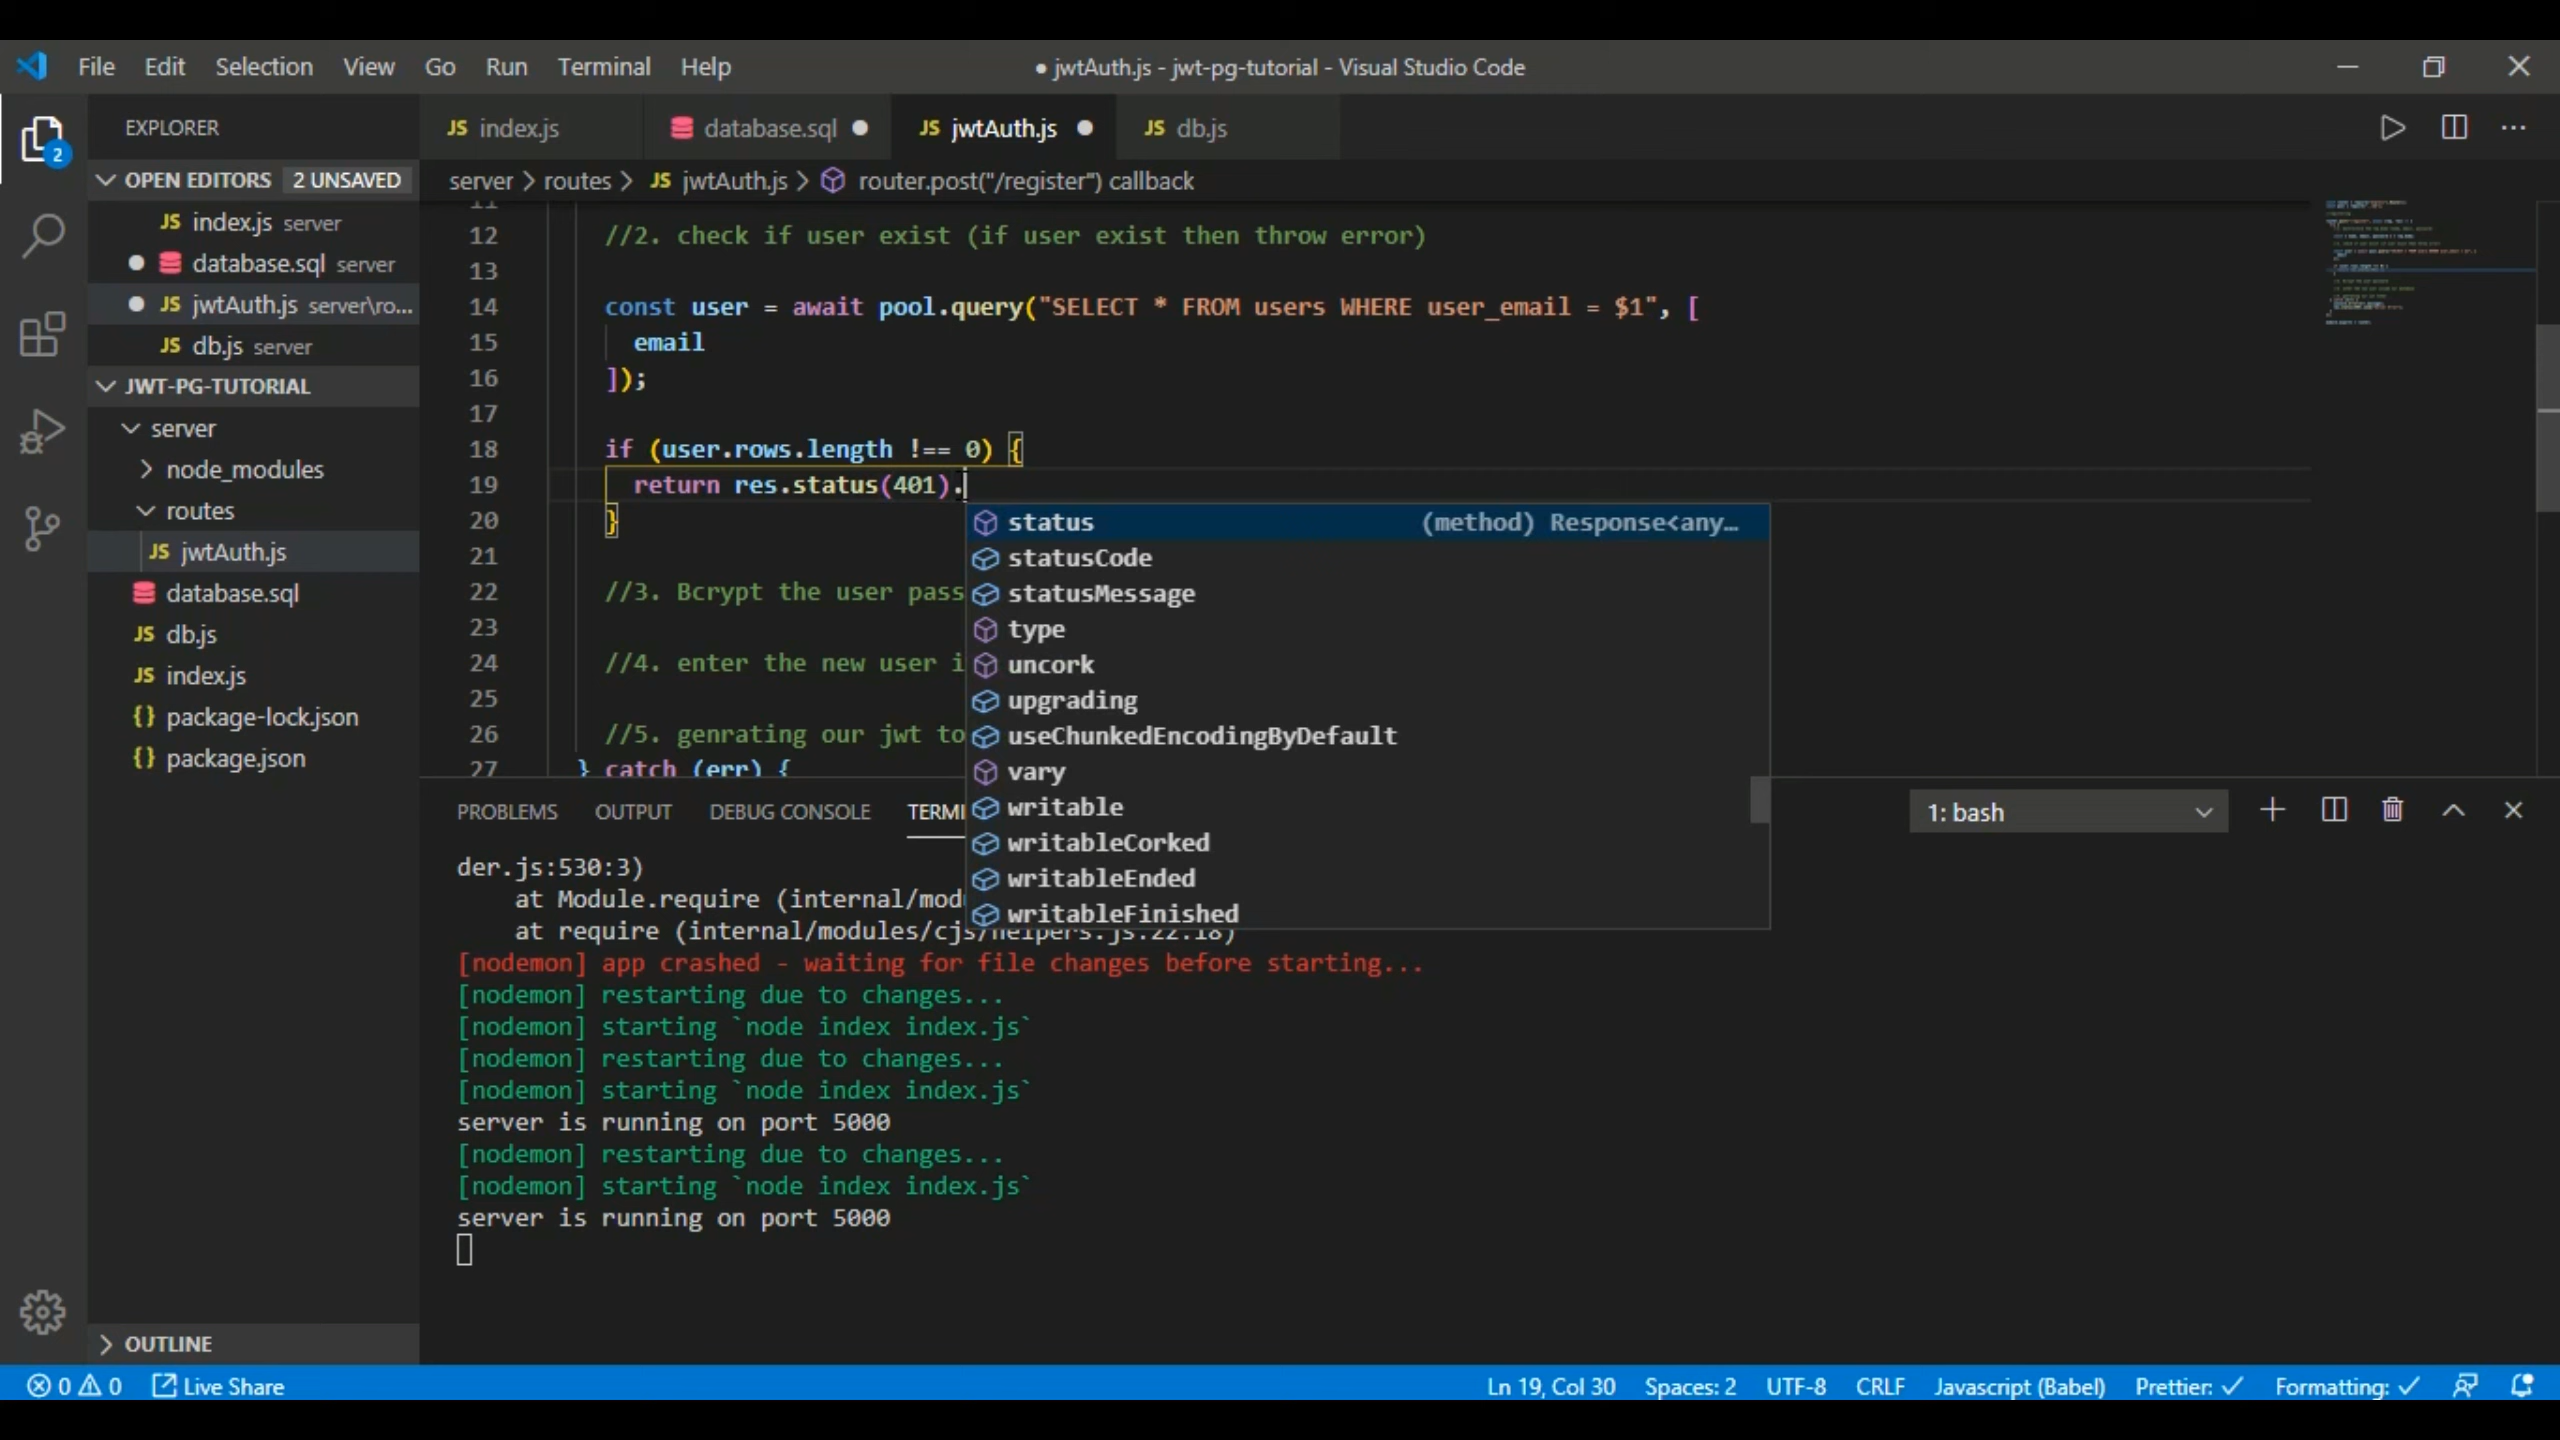 File Edit Selection View Go Run Terminal Help
● jwtAuth.js - jwt-pg-tutorial - Visual Studio Code
EXPLORER
OPEN EDITORS 2 UNSAVED
JS index.js server
database.sql server
JS jwtAuth.js server\ro...
JS db.js server
JWT-PG-TUTORIAL
server
node_modules
routes
JS jwtAuth.js
database.sql
JS db.js
JS index.js
{} package-lock.json
{} package.json
OUTLINE
2
JS index.js database.sql JS jwtAuth.js JS db.js
server > routes > JS jwtAuth.js > router.post("/register") callback
11
12 //2. check if user exist (if user exist then throw error)
13
14 const user = await pool.query("SELECT * FROM users WHERE user_email = $1", [
15 email
16 ]);
17
18 if (user.rows.length !== 0) {
19 return res.status(401).
20 }
21
22 //3. Bcrypt the user pass
23
24 //4. enter the new user i
25
26 //5. genrating our jwt to
27 } catch (err) {
status (method) Response<any…
statusCode
statusMessage
type
uncork
upgrading
useChunkedEncodingByDefault
vary
writable
writableCorked
writableEnded
writableFinished
PROBLEMS OUTPUT DEBUG CONSOLE TERMI
1: bash
der.js:530:3)
at Module.require (internal/mod
at require (internal/modules/cjs/helpers.js:22:18)
[nodemon] app crashed - waiting for file changes before starting...
[nodemon] restarting due to changes...
[nodemon] starting `node index index.js`
[nodemon] restarting due to changes...
[nodemon] starting `node index index.js`
server is running on port 5000
[nodemon] restarting due to changes...
[nodemon] starting `node index index.js`
server is running on port 5000
0 0 Live Share
Ln 19, Col 30 Spaces: 2 UTF-8 CRLF Javascript (Babel) Prettier: ✓ Formatting: ✓